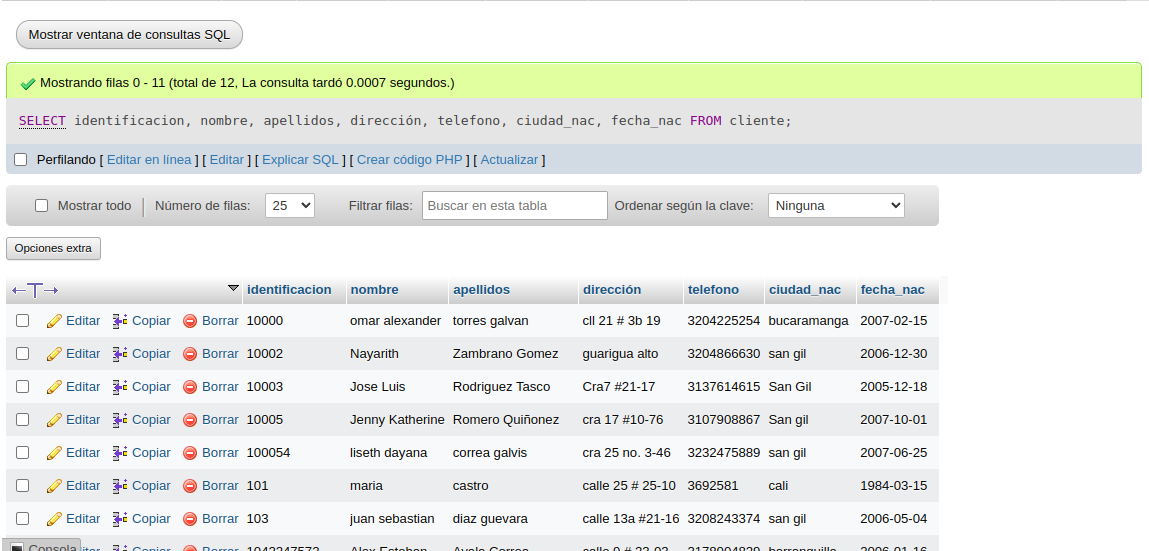 Mostrar ventana de consultas SQL
Mostrando filas 0 - 11 (total de 12, La consulta tardó 0.0007 segundos.)
SELECT identificacion, nombre, apellidos, dirección, telefono, ciudad_nac, fecha_nac FROM cliente;
Perfilando [ Editar en línea ] [ Editar ] [ Explicar SQL ] [ Crear código PHP ] [ Actualizar ]
Mostrar todo Número de filas: 25 Filtrar filas: Buscar en esta tabla Ordenar según la clave: Ninguna
Opciones extra
←T→ identificacion nombre apellidos dirección telefono ciudad_nac fecha_nac
Editar Copiar Borrar 10000 omar alexander torres galvan cll 21 # 3b 19 3204225254 bucaramanga 2007-02-15
Editar Copiar Borrar 10002 Nayarith Zambrano Gomez guarigua alto 3204866630 san gil 2006-12-30
Editar Copiar Borrar 10003 Jose Luis Rodriguez Tasco Cra7 #21-17 3137614615 San Gil 2005-12-18
Editar Copiar Borrar 10005 Jenny Katherine Romero Quiñonez cra 17 #10-76 3107908867 San gil 2007-10-01
Editar Copiar Borrar 100054 liseth dayana correa galvis cra 25 no. 3-46 3232475889 san gil 2007-06-25
Editar Copiar Borrar 101 maria castro calle 25 # 25-10 3692581 cali 1984-03-15
Editar Copiar Borrar 103 juan sebastian diaz guevara calle 13a #21-16 3208243374 san gil 2006-05-04
Consola Copiar Borrar Alex Esteban